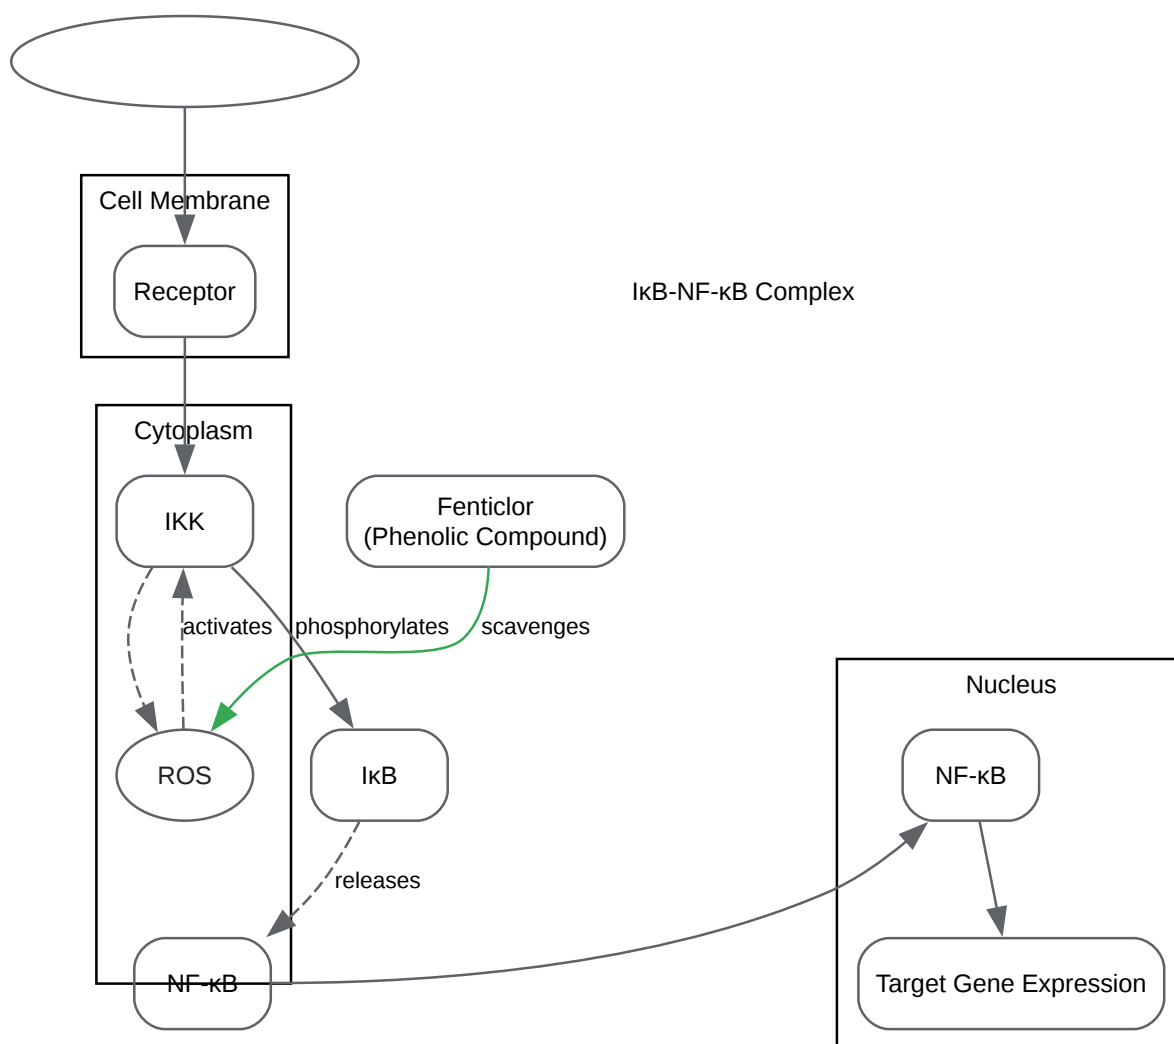 Cell Membrane
Receptor
IκB-NF-κB Complex
Cytoplasm
IKK
Fenticlor
(Phenolic Compound)
activates
phosphorylates
scavenges
Nucleus
ROS
IκB
NF-κB
releases
NF-κB
Target Gene Expression